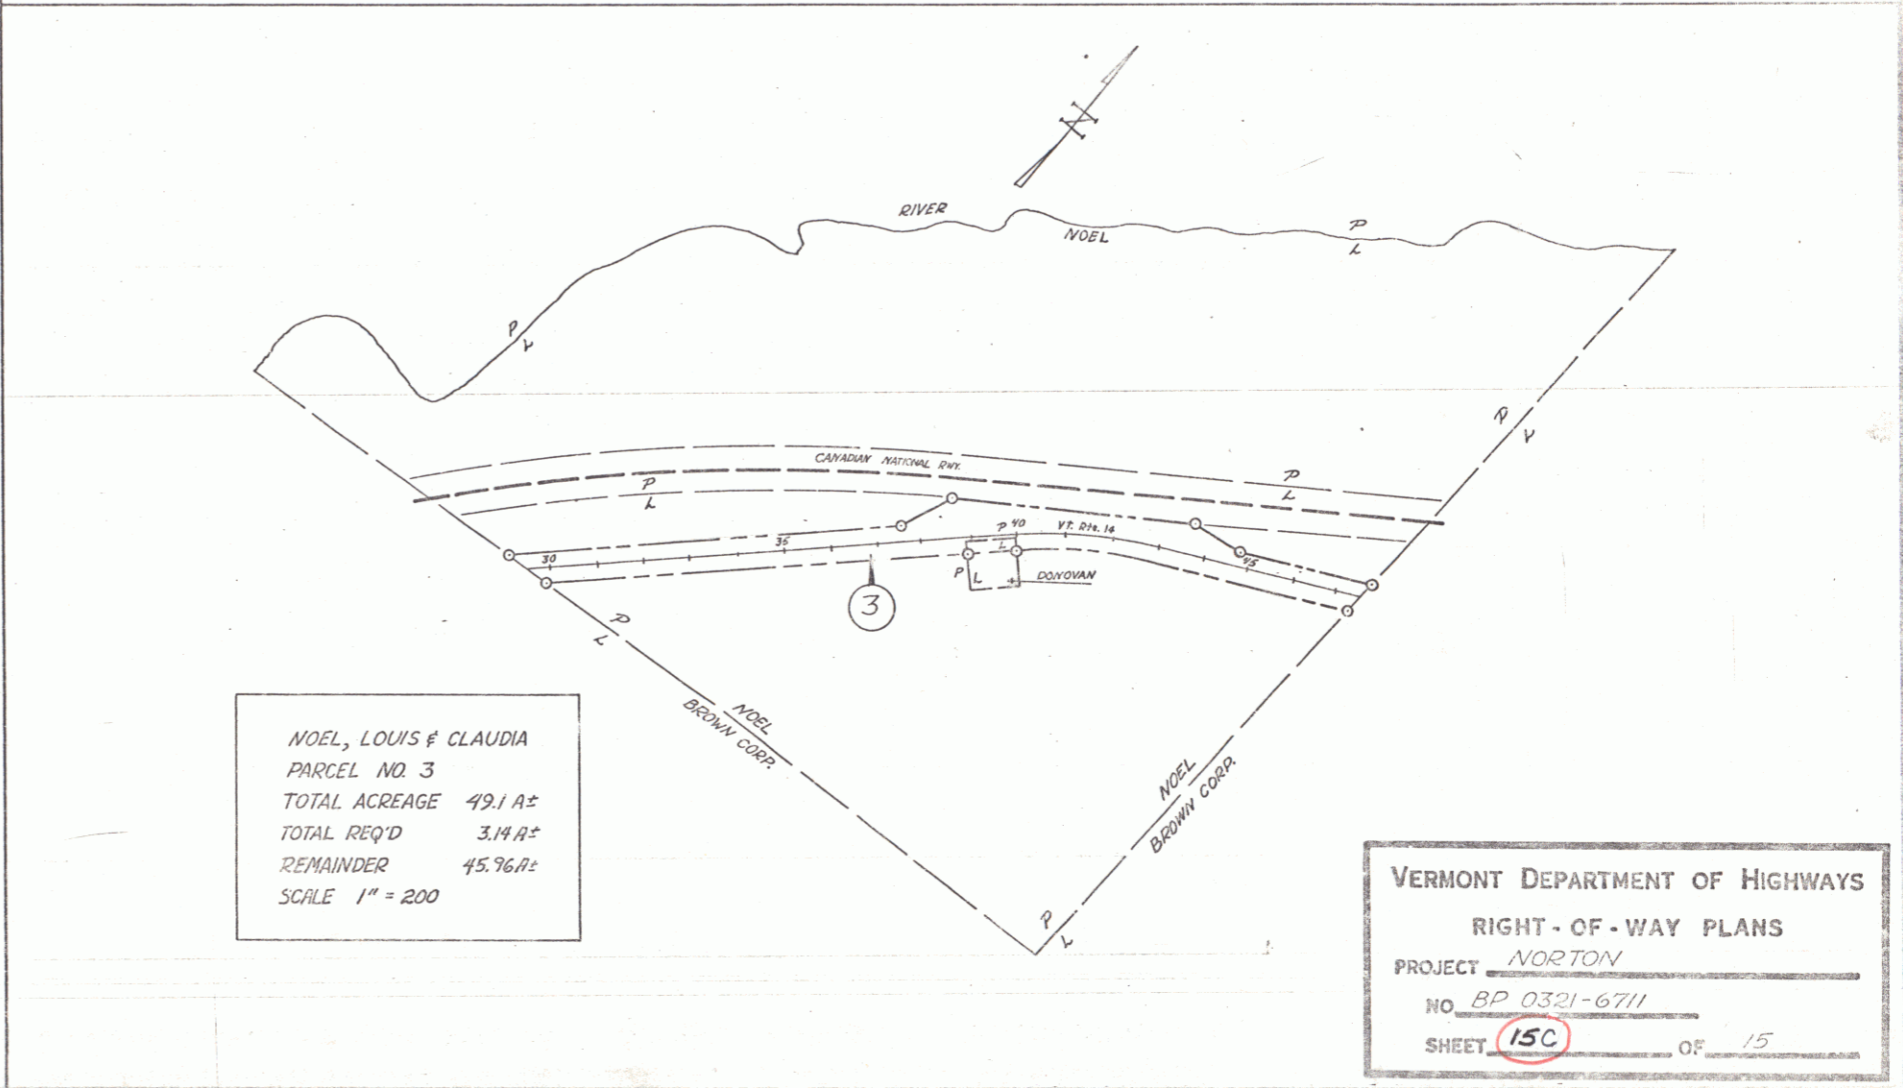 N
RIVER
NOEL
P
L
P
L
P
L
CANADIAN NATIONAL RWY.
P
L
P
L
30
35
P 40
L
VT. Rte. 14
45
P
L
DONOVAN
3
P
L
NOEL
BROWN CORP.
NOEL
BROWN CORP.
P
L
NOEL, LOUIS & CLAUDIA
PARCEL NO. 3
TOTAL ACREAGE 49.1 A±
TOTAL REQ'D 3.14 A±
REMAINDER 45.96 A±
SCALE 1" = 200
VERMONT DEPARTMENT OF HIGHWAYS
RIGHT-OF-WAY PLANS
PROJECT NORTON
NO BP 0321-6711
SHEET 15C OF 15